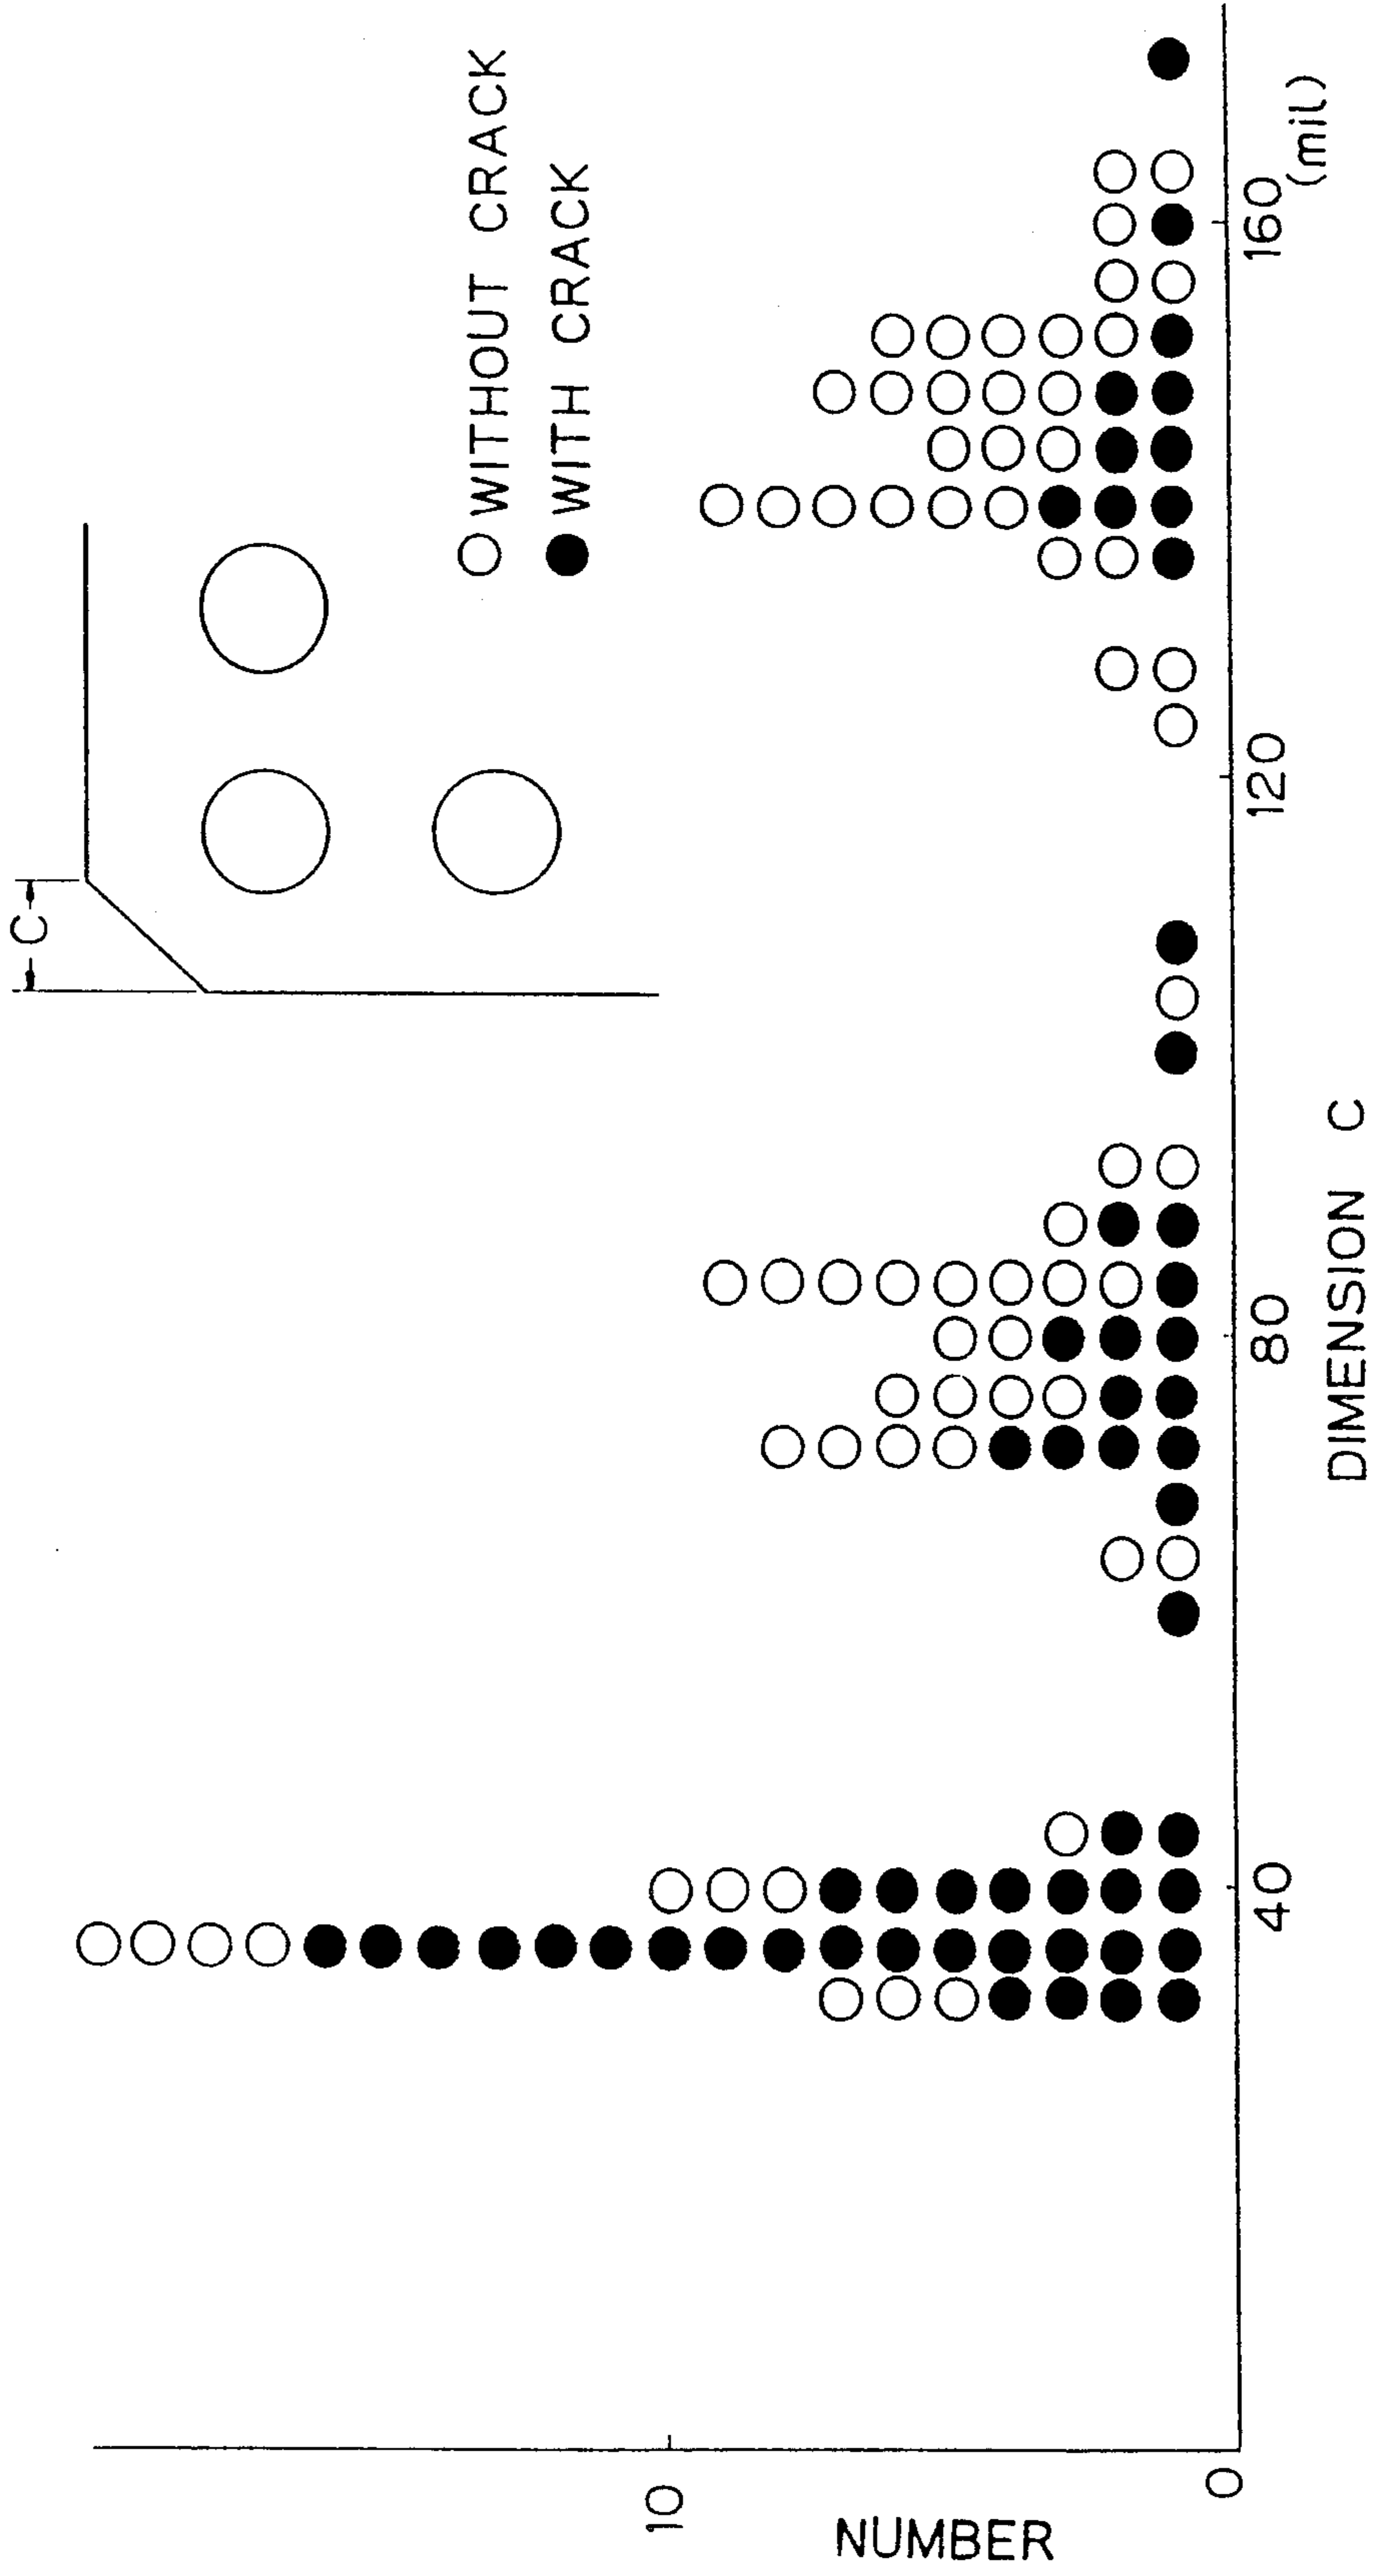 C
○ WITHOUT CRACK
● WITH CRACK
10
NUMBER
0
40
80
120
160
(mil)
DIMENSION C